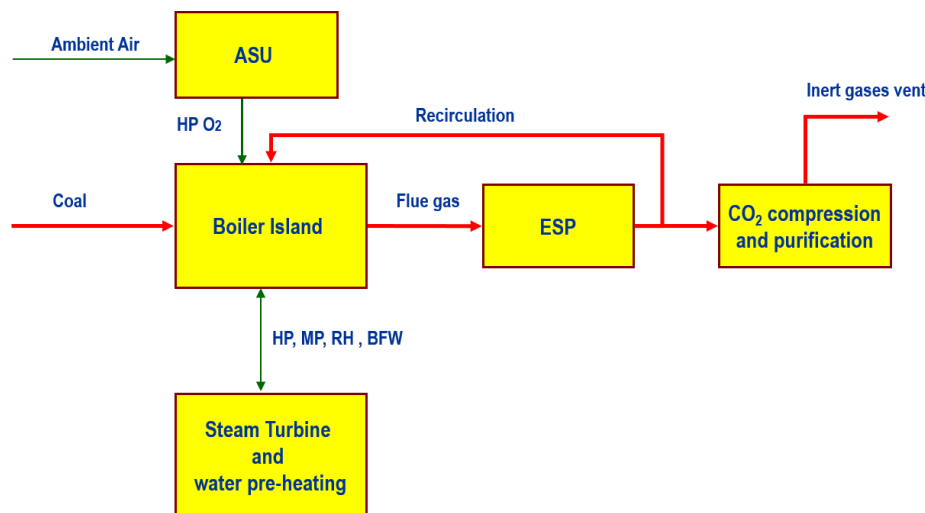 Ambient Air
ASU
Inert gases vent
HP O2
Recirculation
Coal
Boiler Island
Flue gas
ESP
CO₂ compression
and purification
HP, MP, RH , BFW
Steam Turbine
and
water pre-heating